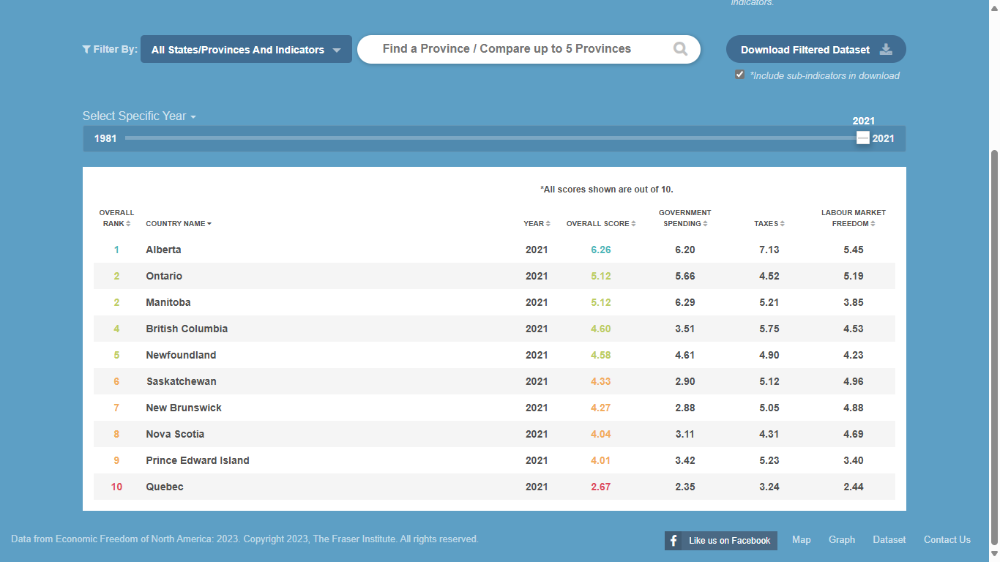 indicators.
Filter By: All States/Provinces And Indicators Find a Province / Compare up to 5 Provinces Download Filtered Dataset
*Include sub-indicators in download
Select Specific Year
2021
1981 2021
*All scores shown are out of 10.
OVERALL RANK COUNTRY NAME YEAR OVERALL SCORE GOVERNMENT SPENDING TAXES LABOUR MARKET FREEDOM
1 Alberta 2021 6.26 6.20 7.13 5.45
2 Ontario 2021 5.12 5.66 4.52 5.19
2 Manitoba 2021 5.12 6.29 5.21 3.85
4 British Columbia 2021 4.60 3.51 5.75 4.53
5 Newfoundland 2021 4.58 4.61 4.90 4.23
6 Saskatchewan 2021 4.33 2.90 5.12 4.96
7 New Brunswick 2021 4.27 2.88 5.05 4.88
8 Nova Scotia 2021 4.04 3.11 4.31 4.69
9 Prince Edward Island 2021 4.01 3.42 5.23 3.40
10 Quebec 2021 2.67 2.35 3.24 2.44
Data from Economic Freedom of North America: 2023. Copyright 2023, The Fraser Institute. All rights reserved. Like us on Facebook Map Graph Dataset Contact Us